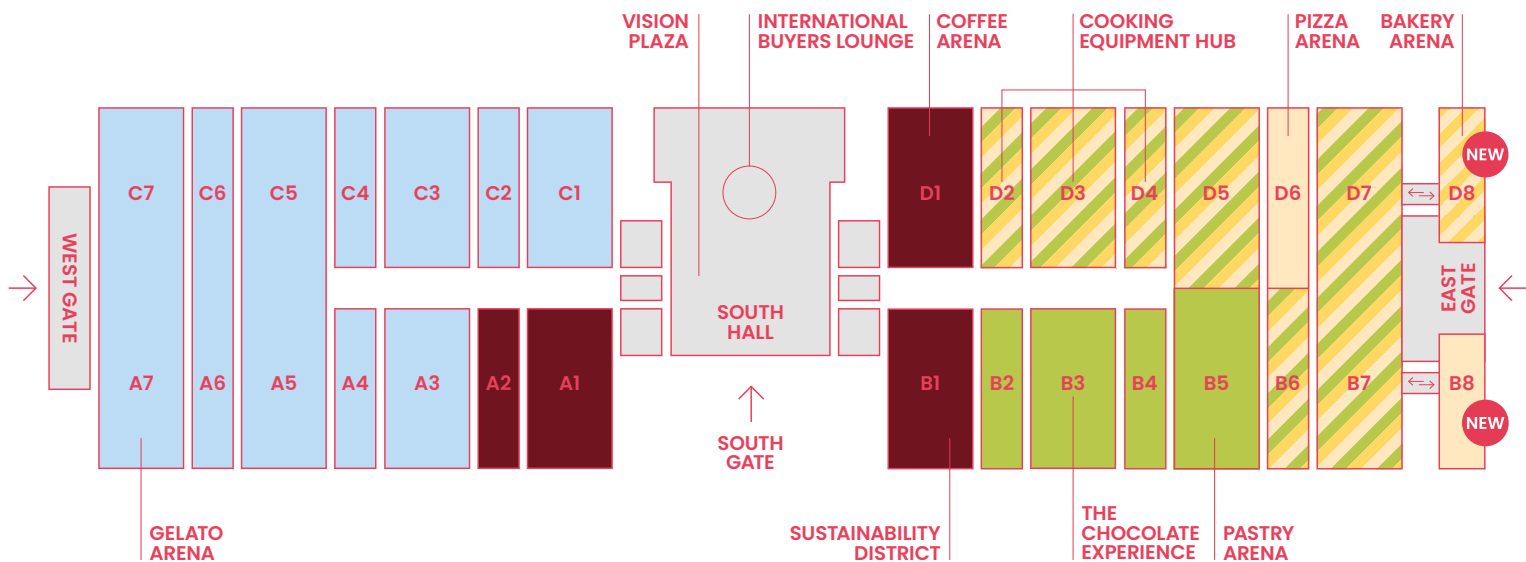 VISION
PLAZA
INTERNATIONAL
BUYERS LOUNGE
COFFEE
ARENA
COOKING
EQUIPMENT HUB
PIZZA
ARENA
BAKERY
ARENA
NEW
C7
C6
C5
C4
C3
C2
C1
D1
D2
D3
D4
D5
D6
D7
D8
WEST GATE
SOUTH
HALL
EAST
GATE
A7
A6
A5
A4
A3
A2
A1
B1
B2
B3
B4
B5
B6
B7
B8
NEW
SOUTH
GATE
GELATO
ARENA
SUSTAINABILITY
DISTRICT
THE
CHOCOLATE
EXPERIENCE
PASTRY
ARENA